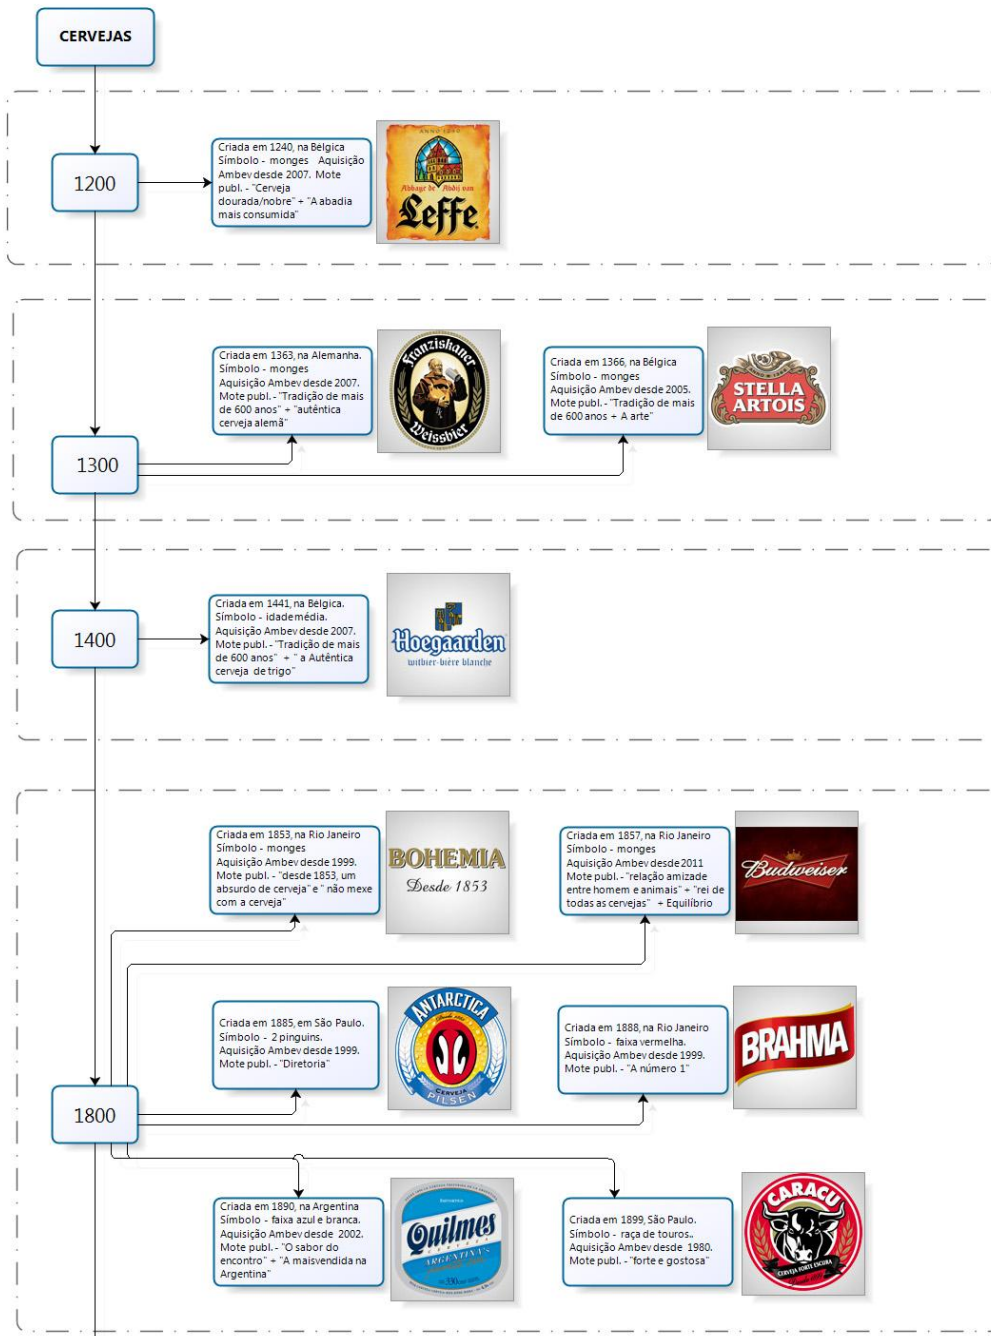 CERVEJAS
1200
Criada em 1240, na Bélgica
Símbolo - monges   Aquisição
Ambev desde 2007.  Mote
publ. - "Cerveja
dourada/nobre" + "A abadia
mais consumida"
ANNO 1240
Abbaye de Abdij van
Leffe
1300
Criada em 1363, na Alemanha.
Símbolo - monges
Aquisição Ambev desde 2007.
Mote publ. - "Tradição de mais
de 600 anos" + "autêntica
cerveja alemã"
Franziskaner
Weissbier
Criada em 1366, na Bélgica
Símbolo - monges
Aquisição Ambev desde 2005.
Mote publ. - "Tradição de mais
de 600 anos + A arte"
STELLA
ARTOIS
1400
Criada em 1441, na Bélgica.
Símbolo - idade média.
Aquisição Ambev desde 2007.
Mote publ. - "Tradição de mais
de 600 anos"  + " a Autêntica
cerveja de trigo"
Hoegaarden
witbier-bière blanche
1800
Criada em 1853, na Rio Janeiro
Símbolo - monges
Aquisição Ambev desde 1999.
Mote publ. - "desde 1853, um
absurdo de cerveja" e " não mexe
com a cerveja"
BOHEMIA
Desde 1853
Criada em 1857, na Rio Janeiro
Símbolo - monges
Aquisição Ambev desde 2011
Mote publ. - "relação amizade
entre homem e animais" + "rei de
todas as cervejas"  + Equilíbrio
Budweiser
Criada em 1885, em São Paulo.
Símbolo - 2 pinguins.
Aquisição Ambev desde 1999.
Mote publ. - "Diretoria"
ANTARCTICA
CERVEJA
PILSEN
Criada em 1888, na Rio Janeiro
Símbolo - faixa vermelha.
Aquisição Ambev desde 1999.
Mote publ. - "A número 1"
BRAHMA
Criada em 1890, na Argentina
Símbolo - faixa azul e branca.
Aquisição Ambev desde 2002.
Mote publ. - "O sabor do
encontro" + "A maisvendida na
Argentina"
Quilmes
CERVEZA
Criada em 1899, São Paulo.
Símbolo - raça de touros..
Aquisição Ambev desde 1980.
Mote publ. - "forte e gostosa"
CARACU
CERVEJA FORTE ESCURA